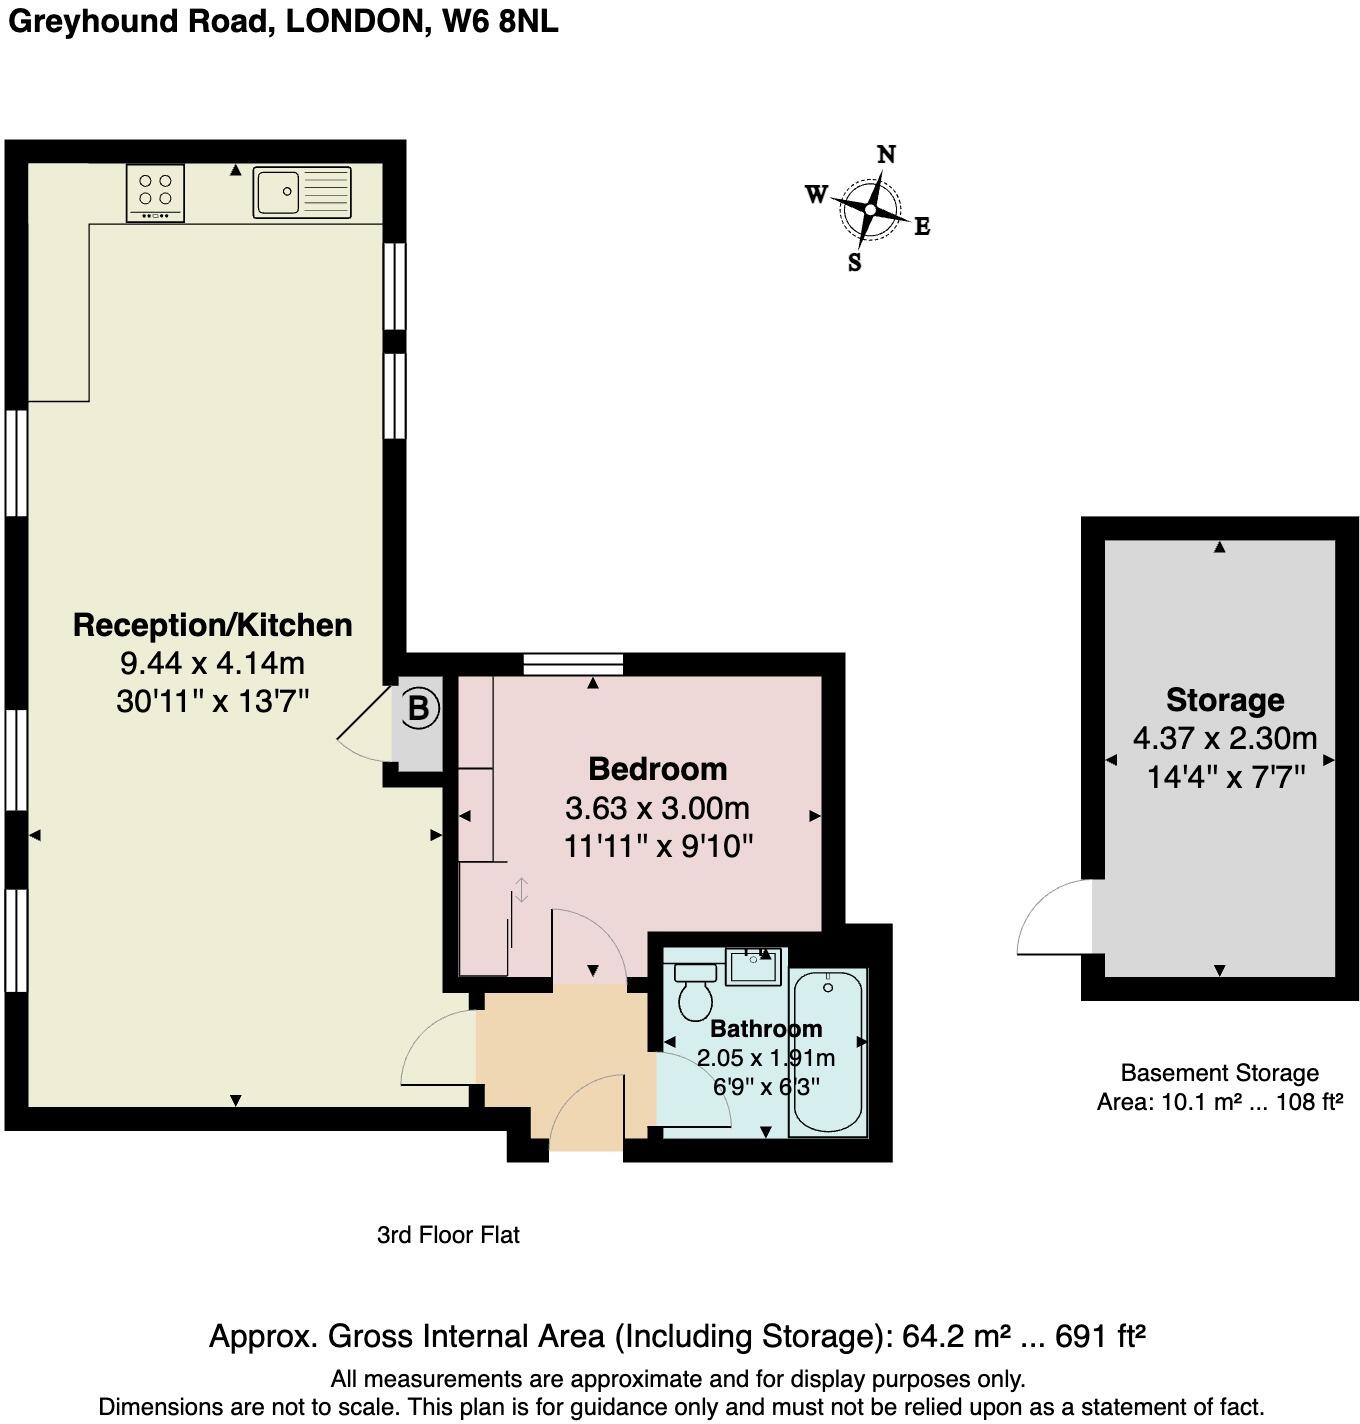 Greyhound Road, LONDON, W6 8NL
N
W
E
S
Reception/Kitchen
9.44 x 4.14m
30'11" x 13'7"
B
Bedroom
3.63 x 3.00m
11'11" x 9'10"
Storage
4.37 x 2.30m
14'4" x 7'7"
Bathroom
2.05 x 1.91m
6'9" x 6'3"
Basement Storage
Area: 10.1 m² ... 108 ft²
3rd Floor Flat
Approx. Gross Internal Area (Including Storage): 64.2 m² ... 691 ft²
All measurements are approximate and for display purposes only.
Dimensions are not to scale. This plan is for guidance only and must not be relied upon as a statement of fact.